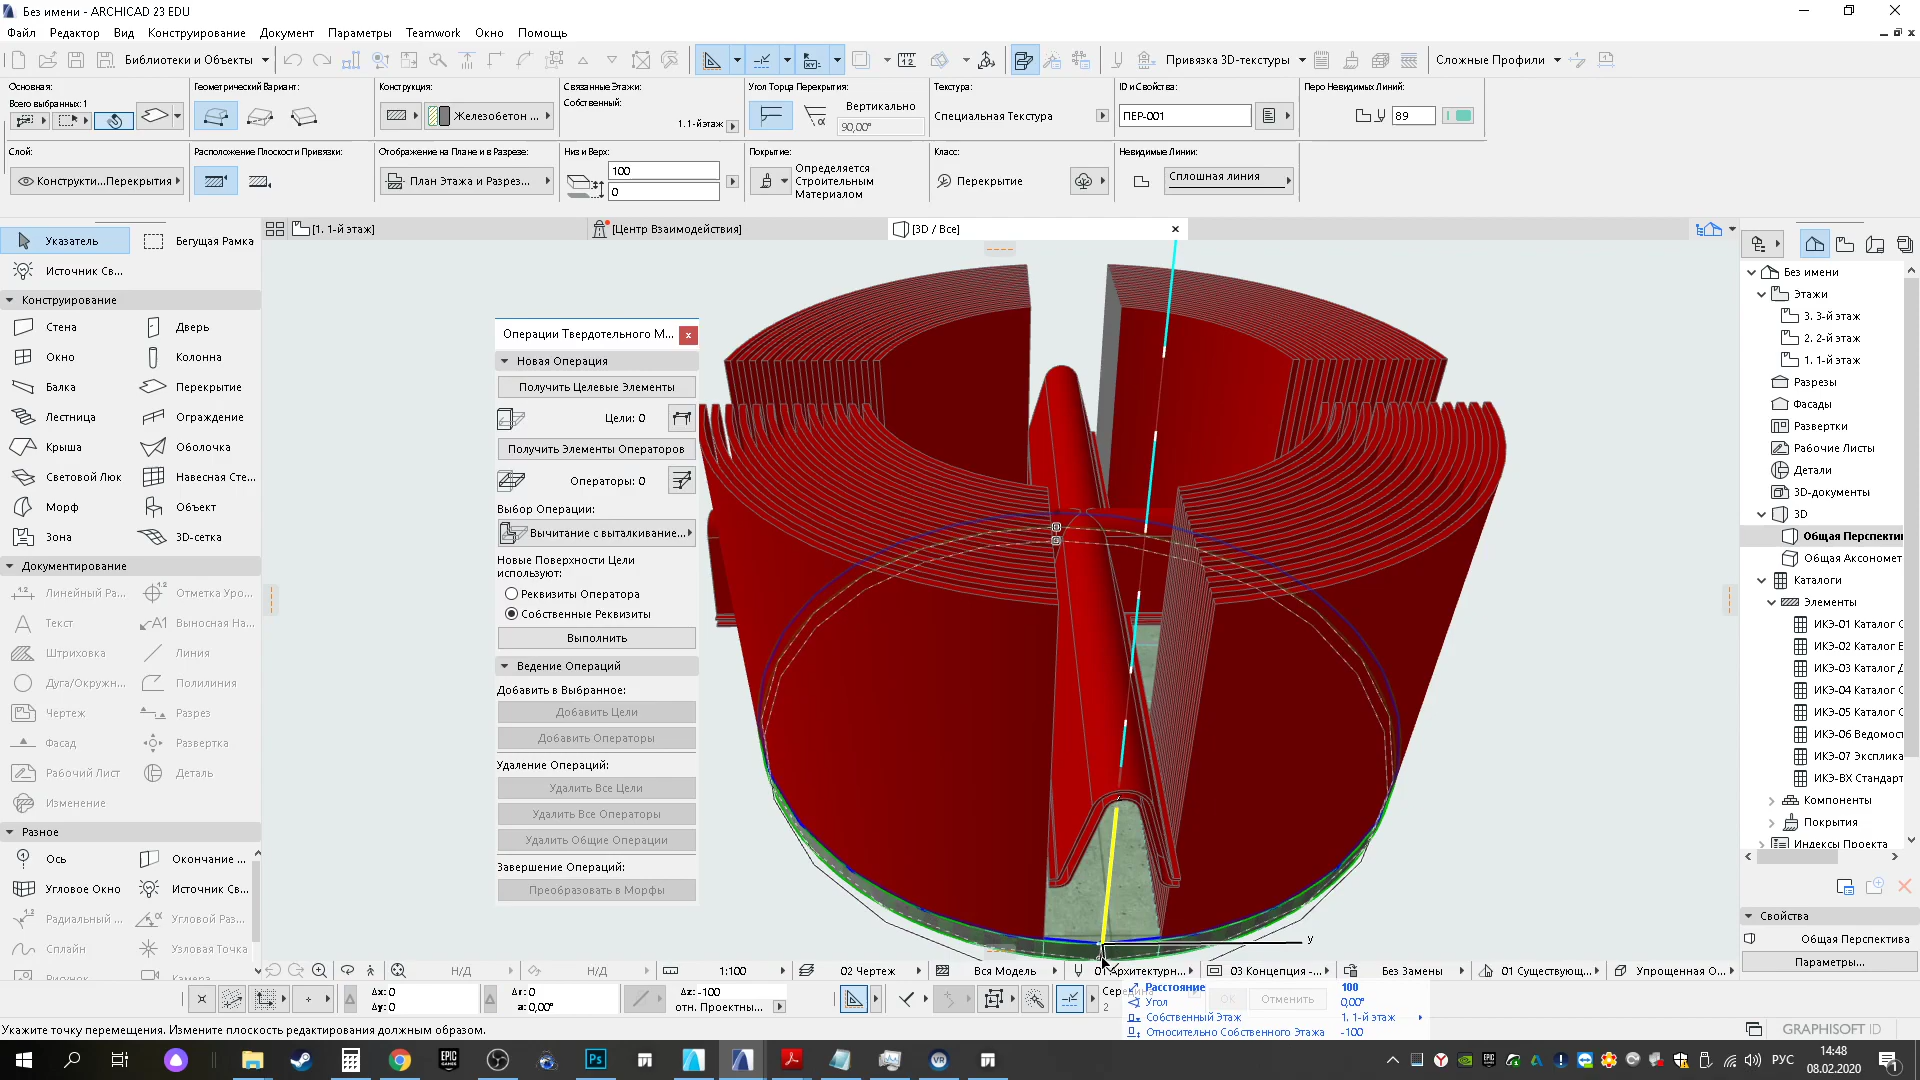 Без имени - ARCHICAD 23 EDU
Файл Редактор Вид Конструирование Документ Параметры Teamwork Окно Помощь
Библиотеки и Объекты
Привязка 3D-текстуры
Сложные Профили
Основная:
Всего выбранных: 1
Геометрический Вариант:
Конструкция:
Железобетон ...
Связанные Этажи:
Собственный:
1.1-йэтаж
Угол Торца Перекрытия:
Вертикально
90,00°
Текстура:
Специальная Текстура
ID и Свойства:
ПЕР-001
Перо Невидимых Линий:
89
Слой:
Конструкти...Перекрытия
Расположение Плоскости Привязки:
Отображение на Плане и в Разрезе:
План Этажа и Разрез...
Низ и Верх:
100
0
Покрытие:
Определяется
Строительным
Материалом
Класс:
Перекрытие
Невидимые Линии:
Сплошная линия
[1. 1-й этаж]
[Центр Взаимодействия]
[3D / Все]
Указатель
Бегущая Рамка
Источник Св...
Конструирование
Стена
Дверь
Окно
Колонна
Балка
Перекрытие
Лестница
Ограждение
Крыша
Оболочка
Световой Люк
Навесная Сте...
Морф
Объект
Зона
3D-сетка
Документирование
Линейный Ра...
Отметка Уро...
Текст
Выносная На...
Штриховка
Линия
Дуга/Окружн...
Полилиния
Чертеж
Разрез
Фасад
Развертка
Рабочий Лист
Деталь
Изменение
Разное
Ось
Окончание ...
Угловое Окно
Источник Св...
Радиальный ...
Угловой Раз...
Сплайн
Узловая Точка
Рисунок
Камера
Операции Твердотельного М...
Новая Операция
Получить Целевые Элементы
Цели: 0
Получить Элементы Операторов
Операторы: 0
Выбор Операции:
Вычитание с выталкивание...
Новые Поверхности Цели
используют:
Реквизиты Оператора
Собственные Реквизиты
Выполнить
Ведение Операций
Добавить в Выбранное:
Добавить Цели
Добавить Операторы
Удаление Операций:
Удалить Все Цели
Удалить Все Операторы
Удалить Общие Операции
Завершение Операций:
Преобразовать в Морфы
y
Без имени
Этажи
3. 3-й этаж
2. 2-й этаж
1. 1-й этаж
Разрезы
Фасады
Развертки
Рабочие Листы
Детали
3D-документы
3D
Общая Перспекти
Общая Аксономет
Каталоги
Элементы
ИКЭ-01 Каталог С
ИКЭ-02 Каталог Е
ИКЭ-03 Каталог Д
ИКЭ-04 Каталог С
ИКЭ-05 Каталог С
ИКЭ-06 Ведомос
ИКЭ-07 Эксплика
ИКЭ-ВХ Стандарт
Компоненты
Покрытия
Индексы Проекта
Свойства
Общая Перспектива
Параметры...
Н/Д
Н/Д
1:100
02 Чертеж
Вся Модель
01 Архитектурн...
03 Концепция -...
Без Замены
01 Существующ...
Упрощенная О...
Δx: 0
Δy: 0
Δr: 0
a: 0,00°
Δz: -100
отн. Проектны...
Середина
2
Расстояние 100
Угол 0,00°
Собственный Этаж 1. 1-й этаж
Относительно Собственного Этажа -100
ОК
Отменить
Укажите точку перемещения. Измените плоскость редактирования должным образом.
GRAPHISOFT ID
РУС
14:48
08.02.2020